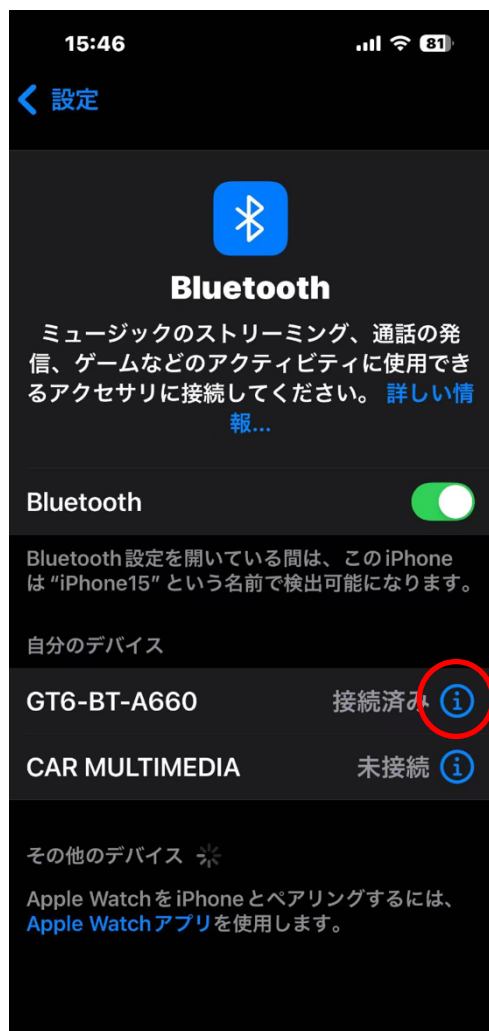 15:46
81
設定
Bluetooth
ミュージックのストリーミング、通話の発
信、ゲームなどのアクティビティに使用でき
るアクセサリに接続してください。 詳しい情
報...
Bluetooth
Bluetooth設定を開いている間は、このiPhone
は “iPhone15” という名前で検出可能になります。
自分のデバイス
GT6-BT-A660 接続済み
CAR MULTIMEDIA 未接続
その他のデバイス
Apple WatchをiPhoneとペアリングするには、
Apple Watchアプリを使用します。